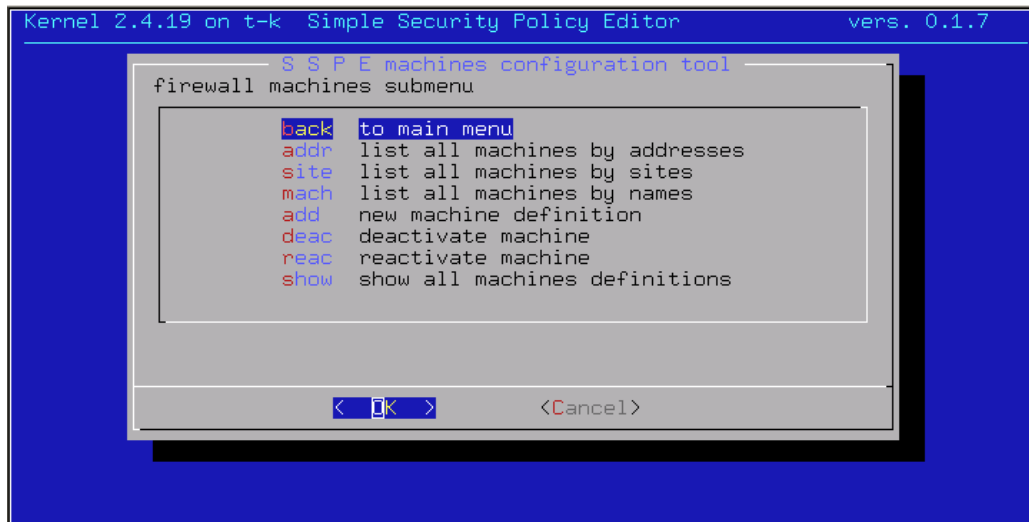 Kernel 2.4.19 on t-k  Simple Security Policy Editor vers. 0.1.7
S S P E machines configuration tool
firewall machines submenu
back to main menu
addr list all machines by addresses
site list all machines by sites
mach list all machines by names
add new machine definition
deac deactivate machine
reac reactivate machine
show show all machines definitions
< OK > <Cancel>